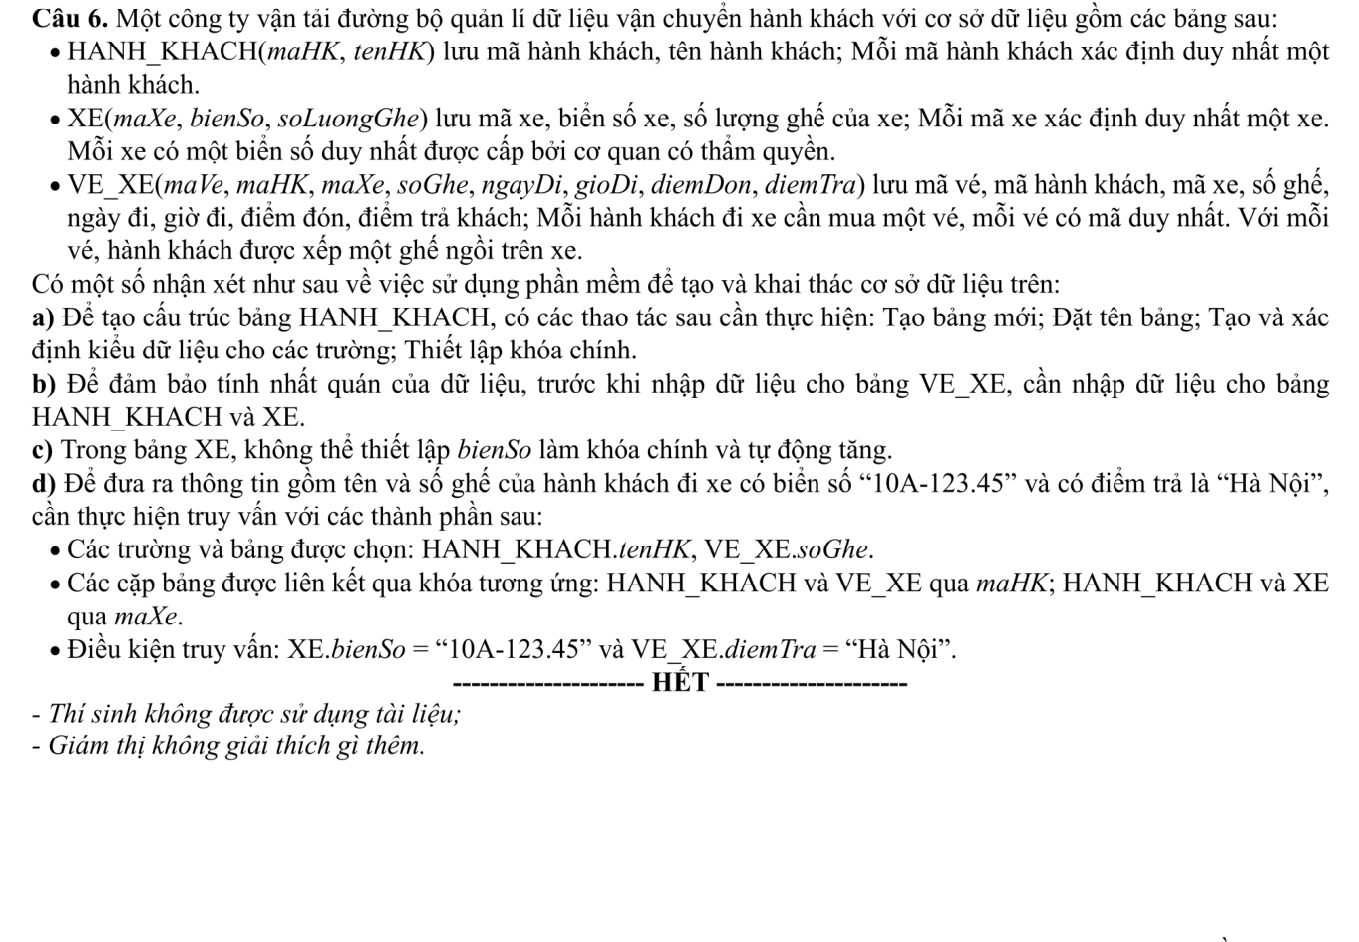 Câu 6. Một công ty vận tải đường bộ quản lí dữ liệu vận chuyển hành khách với cơ sở dữ liệu gồm các bảng sau:
• HANH_KHACH(maHK, tenHK) lưu mã hành khách, tên hành khách; Mỗi mã hành khách xác định duy nhất một
hành khách.
• XE(maXe, bienSo, soLuongGhe) lưu mã xe, biển số xe, số lượng ghế của xe; Mỗi mã xe xác định duy nhất một xe.
Mỗi xe có một biển số duy nhất được cấp bởi cơ quan có thẩm quyền.
• VE_XE(maVe, maHK, maXe, soGhe, ngayDi, gioDi, diemDon, diemTra) lưu mã vé, mã hành khách, mã xe, số ghế,
ngày đi, giờ đi, điểm đón, điểm trả khách; Mỗi hành khách đi xe cần mua một vé, mỗi vé có mã duy nhất. Với mỗi
vé, hành khách được xếp một ghế ngồi trên xe.
Có một số nhận xét như sau về việc sử dụng phần mềm để tạo và khai thác cơ sở dữ liệu trên:
a) Để tạo cấu trúc bảng HANH_KHACH, có các thao tác sau cần thực hiện: Tạo bảng mới; Đặt tên bảng; Tạo và xác
định kiểu dữ liệu cho các trường; Thiết lập khóa chính.
b) Để đảm bảo tính nhất quán của dữ liệu, trước khi nhập dữ liệu cho bảng VE_XE, cần nhập dữ liệu cho bảng
HANH_KHACH và XE.
c) Trong bảng XE, không thể thiết lập bienSo làm khóa chính và tự động tăng.
d) Để đưa ra thông tin gồm tên và số ghế của hành khách đi xe có biển số “10A-123.45” và có điểm trả là “Hà Nội”,
cần thực hiện truy vấn với các thành phần sau:
• Các trường và bảng được chọn: HANH_KHACH.tenHK, VE_XE.soGhe.
• Các cặp bảng được liên kết qua khóa tương ứng: HANH_KHACH và VE_XE qua maHK; HANH_KHACH và XE
qua maXe.
• Điều kiện truy vấn: XE.bienSo = “10A-123.45” và VE_XE.diemTra = “Hà Nội”.
--------------------- HẾT ---------------------
- Thí sinh không được sử dụng tài liệu;
- Giám thị không giải thích gì thêm.